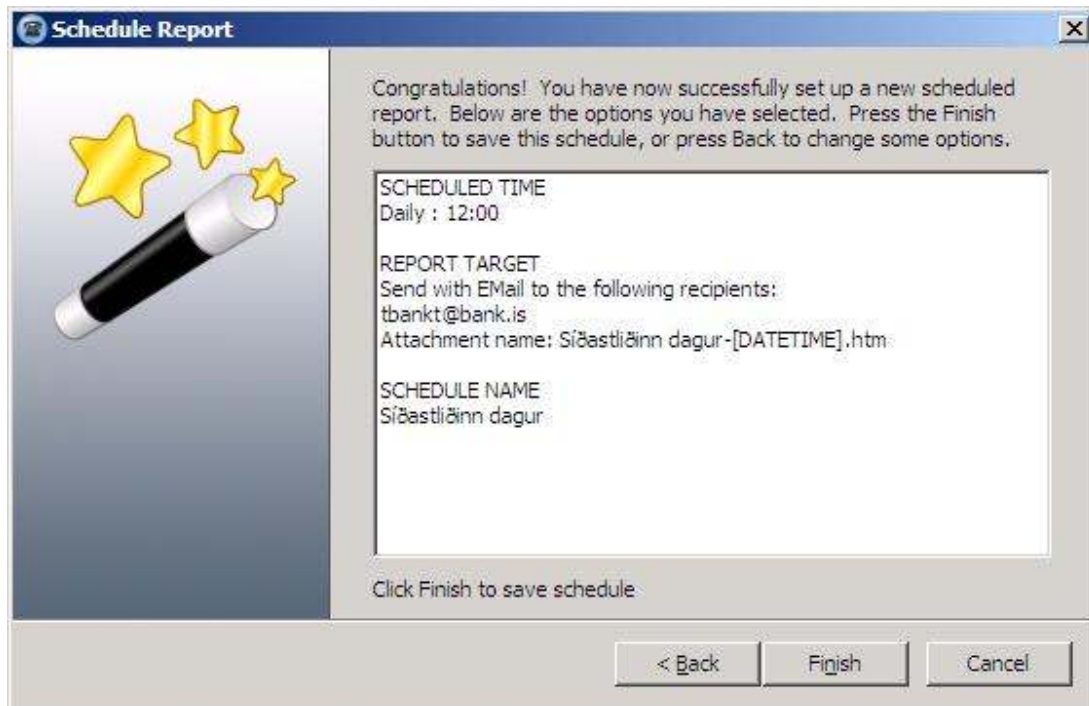 Schedule Report
Congratulations! You have now successfully set up a new scheduled
report. Below are the options you have selected. Press the Finish
button to save this schedule, or press Back to change some options.
SCHEDULED TIME
Daily : 12:00
REPORT TARGET
Send with EMail to the following recipients:
tbankt@bank.is
Attachment name: Síðastliðinn dagur-[DATETIME].htm
SCHEDULE NAME
Síðastliðinn dagur
Click Finish to save schedule
< Back
Finish
Cancel